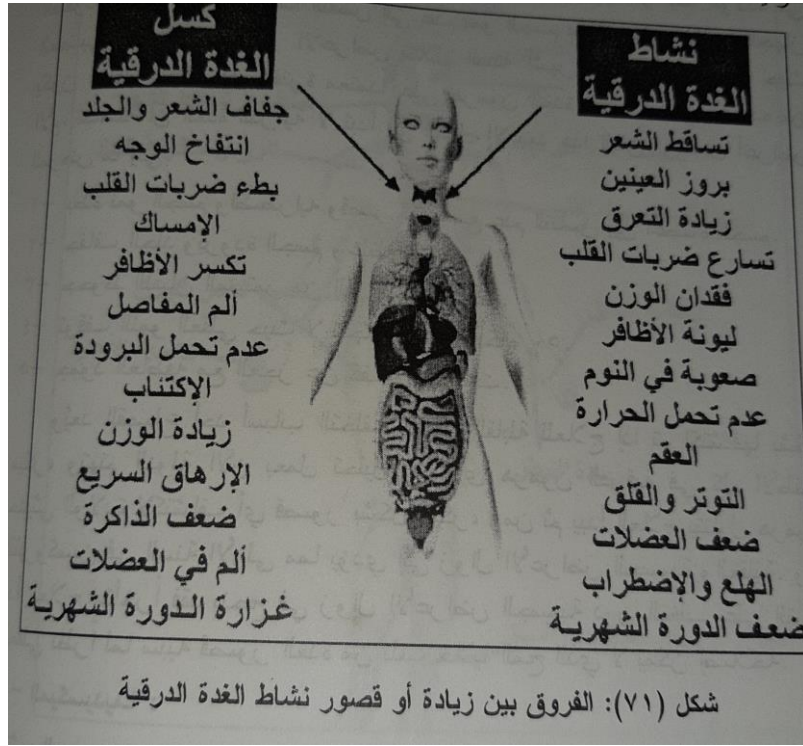 نشاط
الغدة الدرقية
تساقط الشعر
بروز العينين
زيادة التعرق
تسارع ضربات القلب
فقدان الوزن
ليونة الأظافر
صعوبة في النوم
عدم تحمل الحرارة
العقم
التوتر والقلق
ضعف العضلات
الهلع والإضطراب
ضعف الدورة الشهرية
كسل
الغدة الدرقية
جفاف الشعر والجلد
انتفاخ الوجه
بطء ضربات القلب
الإمساك
تكسر الأظافر
ألم المفاصل
عدم تحمل البرودة
الإكتناب
زيادة الوزن
الإرهاق السريع
ضعف الذاكرة
ألم في العضلات
غزارة الدورة الشهرية
شكل (٧١): الفروق بين زيادة أو قصور نشاط الغدة الدرقية